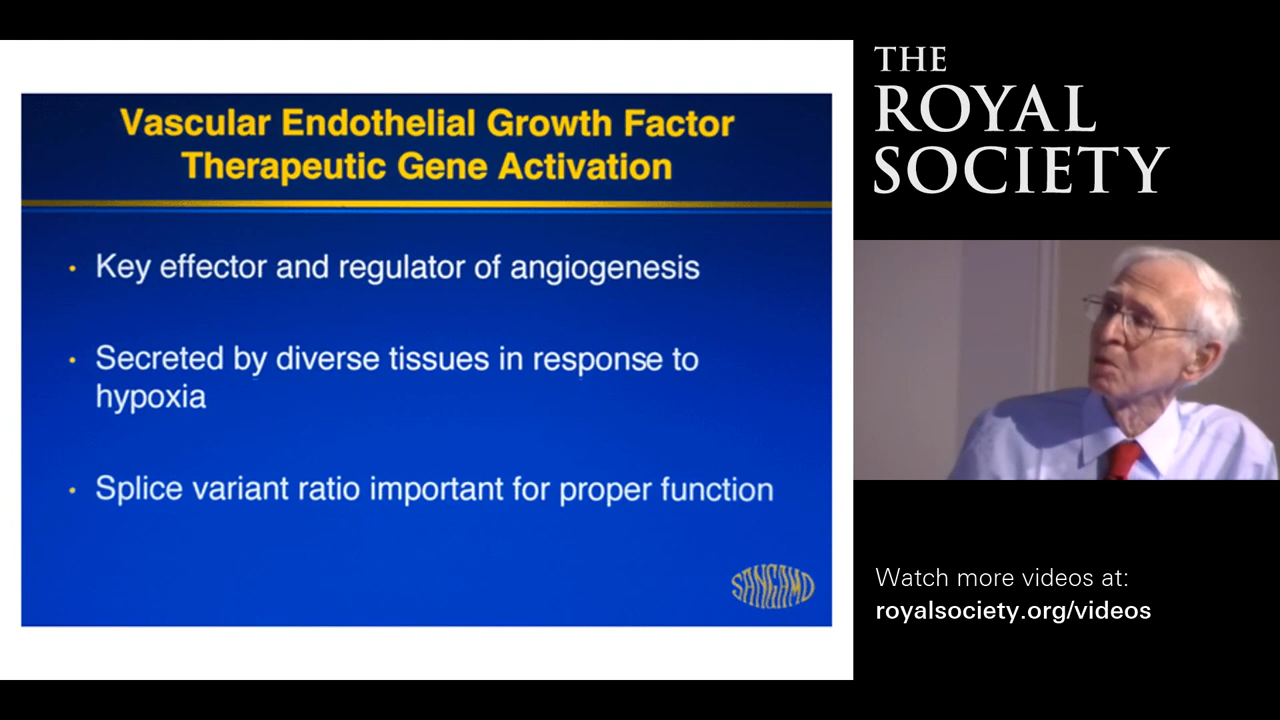 Vascular Endothelial Growth Factor
Therapeutic Gene Activation
• Key effector and regulator of angiogenesis
• Secreted by diverse tissues in response to
hypoxia
• Splice variant ratio important for proper function
SANGAMO
THE
ROYAL
SOCIETY
Watch more videos at:
royalsociety.org/videos